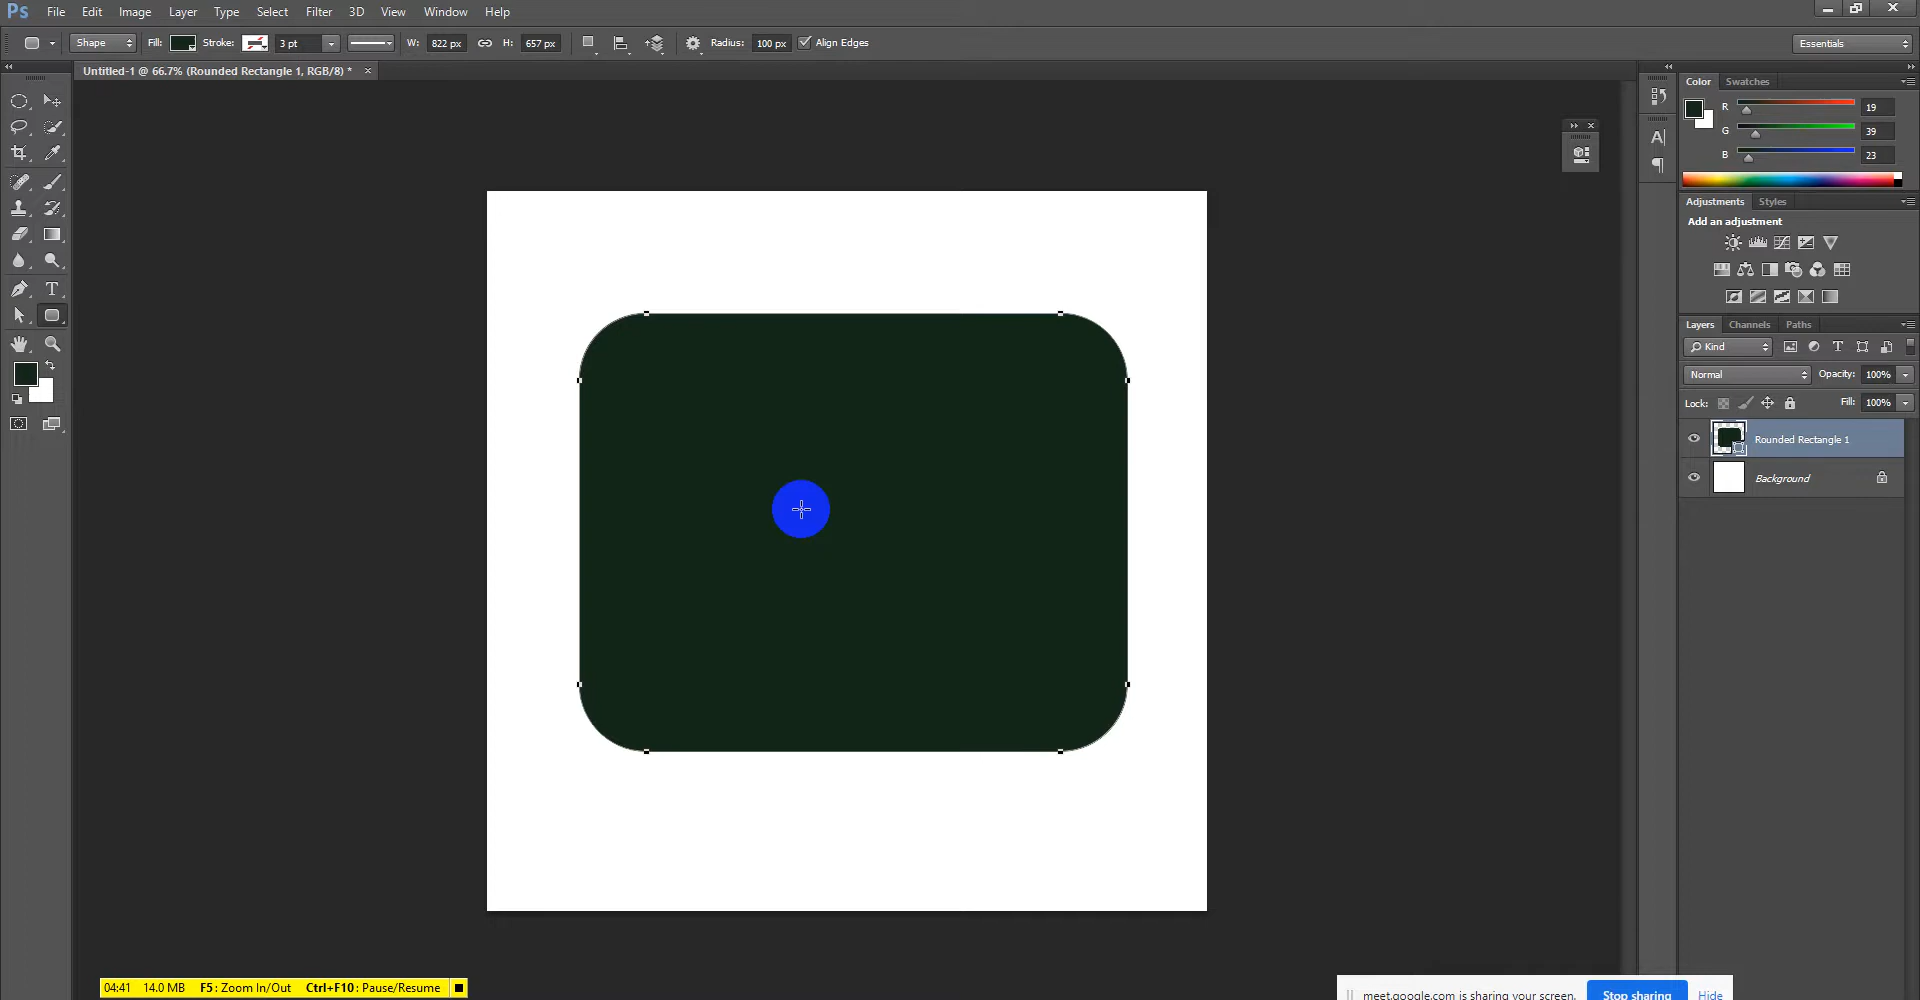 Ps File Edit Image Layer Type Select Filter 3D View Window Help
Shape Fill: Stroke: 3 pt W: 822 px H: 657 px Radius: 100 px Align Edges Essentials
Untitled-1 @ 66.7% (Rounded Rectangle 1, RGB/8) * ×
Color Swatches
R 19
G 39
B 23
Adjustments Styles
Add an adjustment
Layers Channels Paths
Kind
Normal Opacity: 100%
Lock: Fill: 100%
Rounded Rectangle 1
Background
04:41 14.0 MB F5: Zoom In/Out Ctrl+F10: Pause/Resume
meet.google.com is sharing your screen. Stop sharing Hide